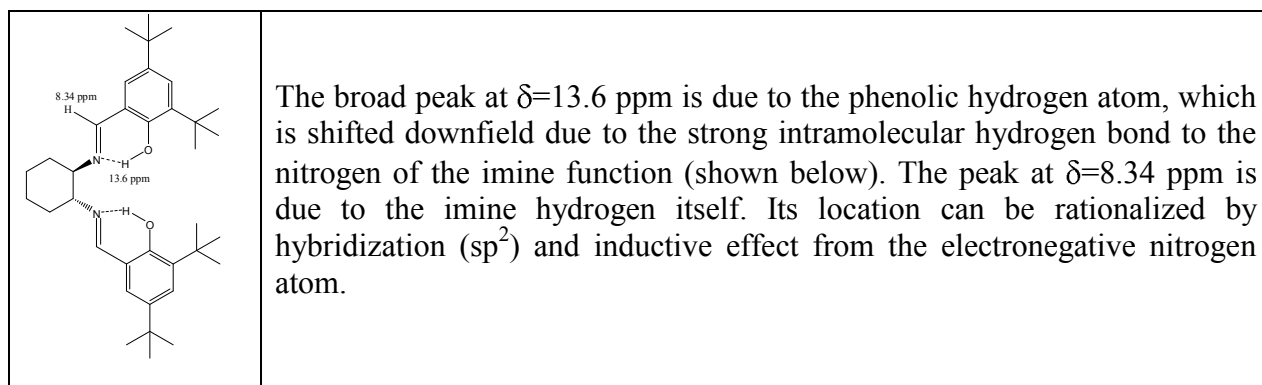 8.34 ppm
H
N
H
O
13.6 ppm
N
H
O
The broad peak at δ=13.6 ppm is due to the phenolic hydrogen atom, which
is shifted downfield due to the strong intramolecular hydrogen bond to the
nitrogen of the imine function (shown below). The peak at δ=8.34 ppm is
due to the imine hydrogen itself. Its location can be rationalized by
hybridization (sp²) and inductive effect from the electronegative nitrogen
atom.